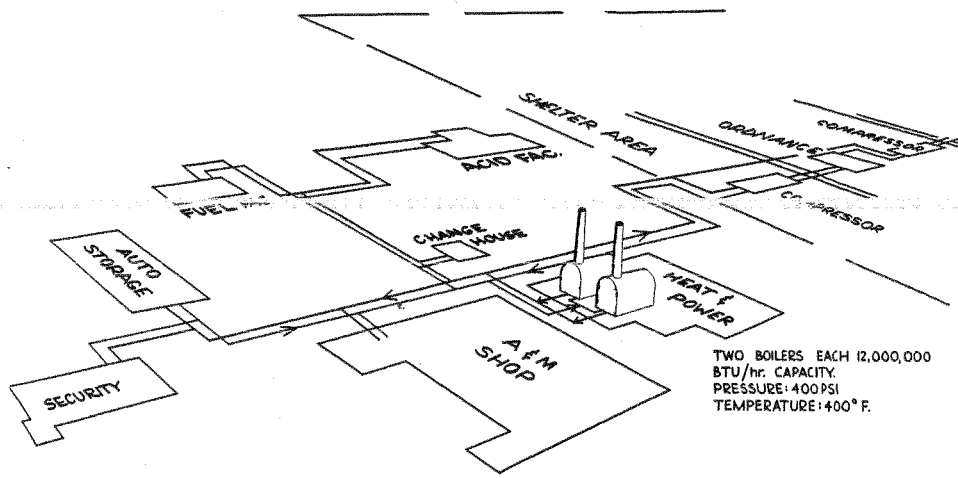 SHELTER AREA
ORDNANCE
COMPRESSOR
ACID FAC.
FUEL FAC.
COMPRESSOR
CHANGE
HOUSE
AUTO
STORAGE
HEAT &
POWER
A & M
SHOP
SECURITY
TWO BOILERS EACH 12,000,000
BTU/hr. CAPACITY.
PRESSURE: 400 PSI
TEMPERATURE: 400° F.